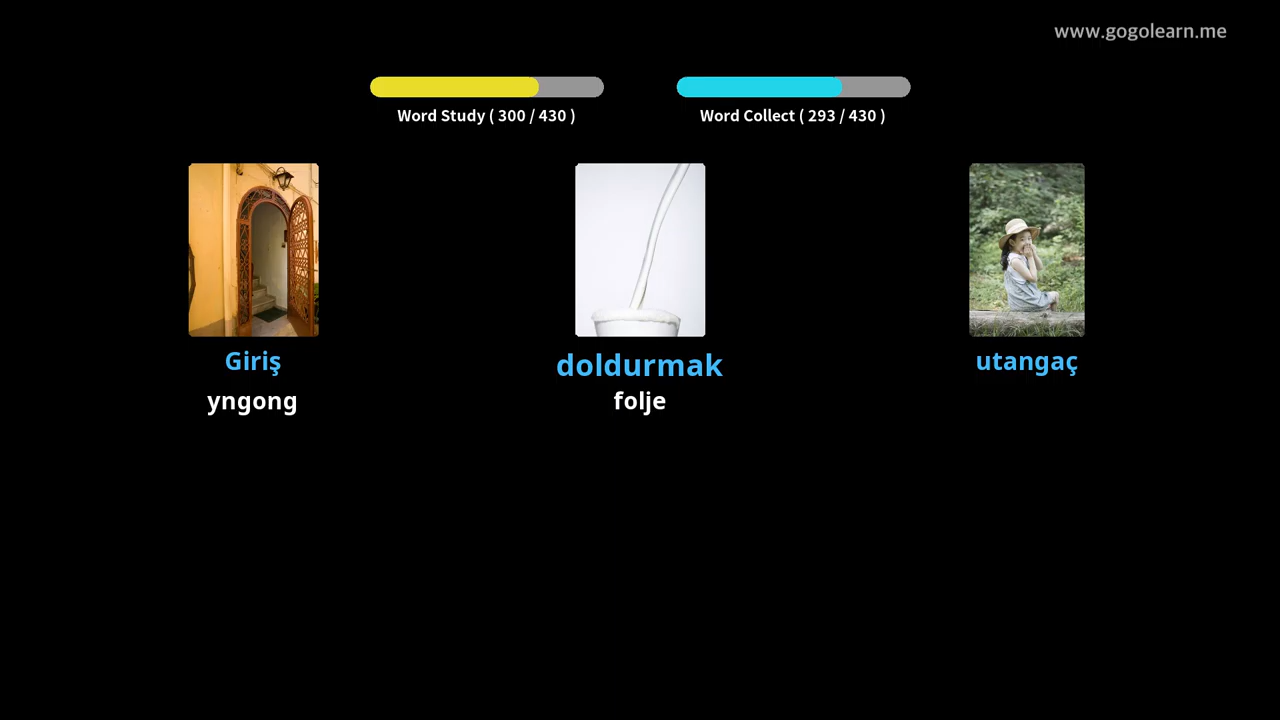 www.gogolearn.me
Word Study ( 300 / 430 )
Word Collect ( 293 / 430 )
Giriş
doldurmak
utangaç
yngong
folje